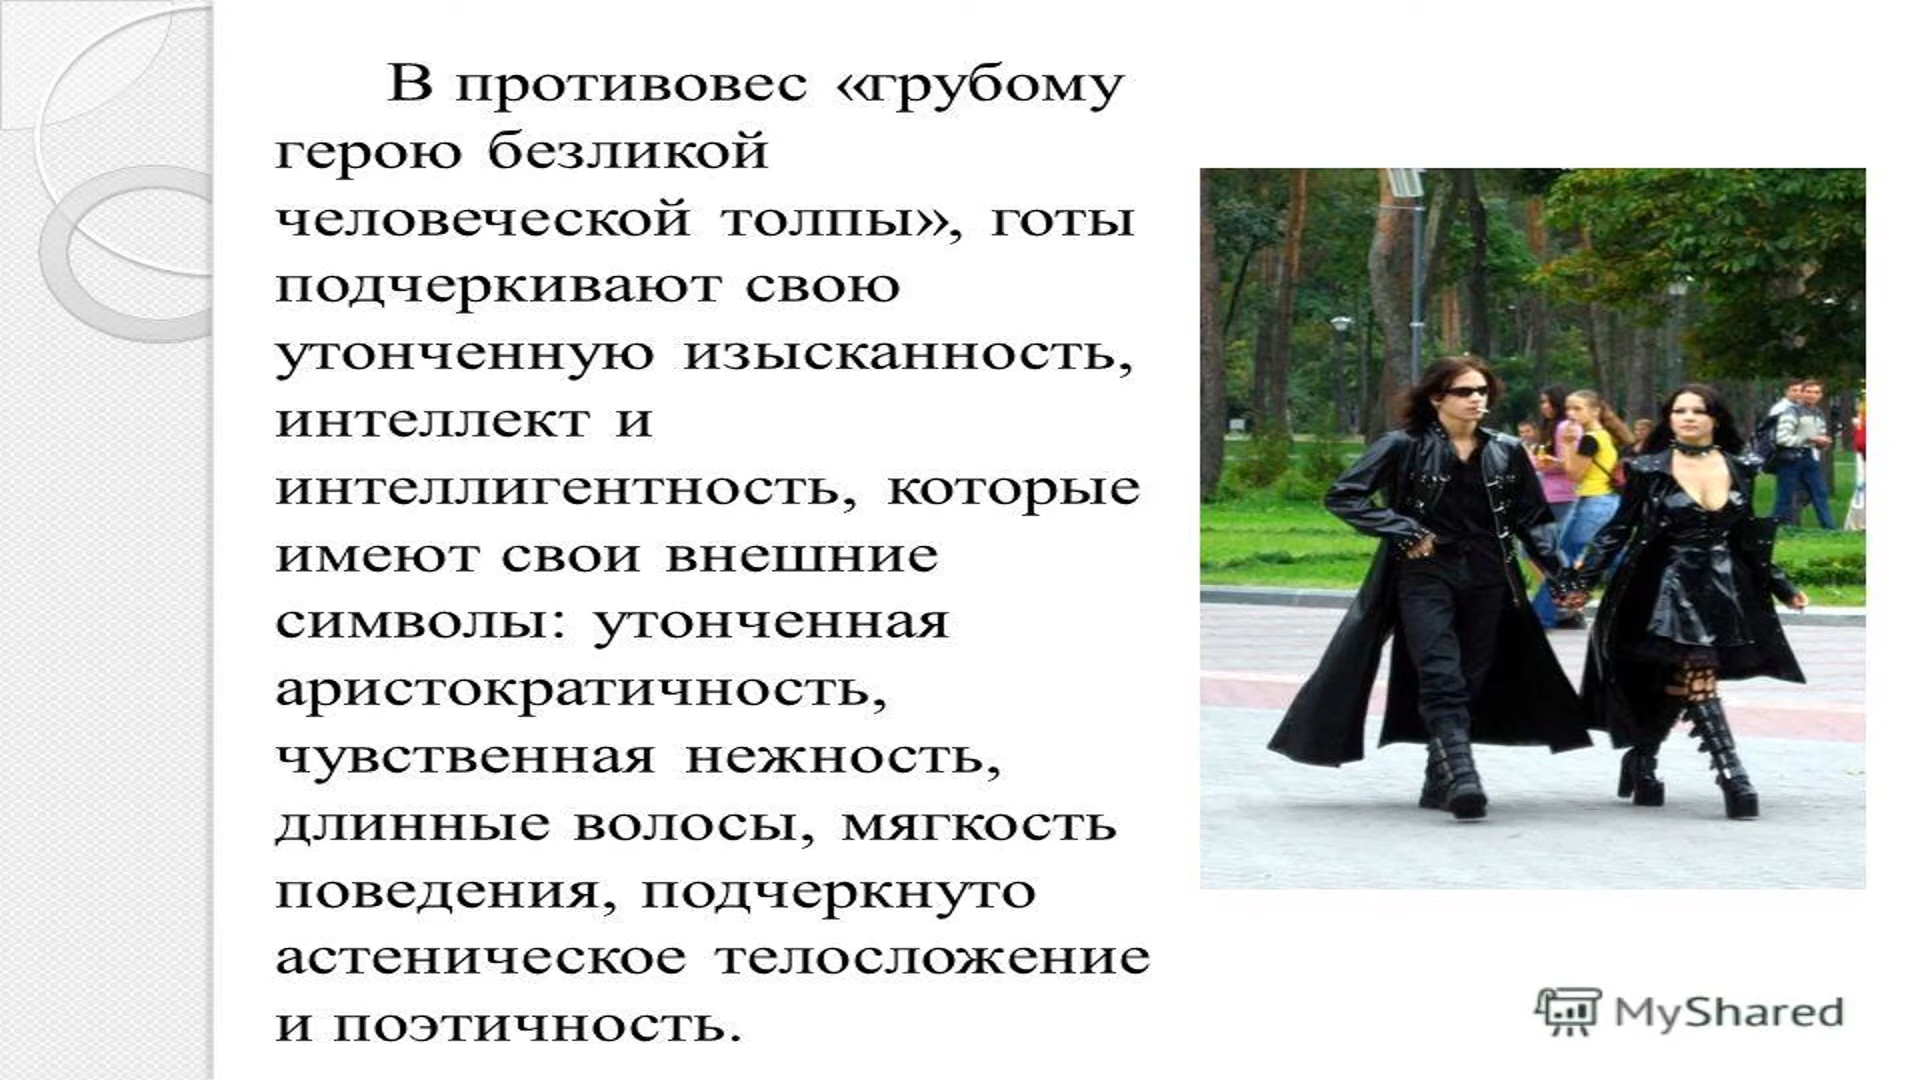 В противовес «грубому
герою безликой
человеческой толпы», готы
подчеркивают свою
утонченную изысканность,
интеллект и
интеллигентность, которые
имеют свои внешние
символы: утонченная
аристократичность,
чувственная нежность,
длинные волосы, мягкость
поведения, подчеркнуто
астеническое телосложение
и поэтичность.
MyShared